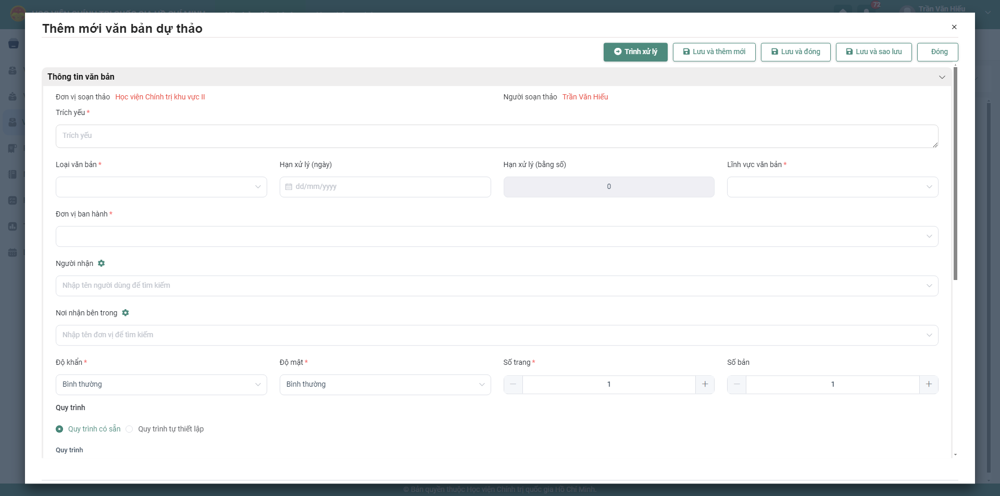 72
Trần Văn Hiếu
Thêm mới văn bản dự thảo
Trình xử lý
Lưu và thêm mới
Lưu và đóng
Lưu và sao lưu
Đóng
Thông tin văn bản
Đơn vị soạn thảo Học viện Chính trị khu vực II
Người soạn thảo Trần Văn Hiếu
Trích yếu *
Trích yếu
Loại văn bản *
Hạn xử lý (ngày)
Hạn xử lý (bằng số)
Lĩnh vực văn bản *
dd/mm/yyyy
0
Đơn vị ban hành *
Người nhận
Nhập tên người dùng để tìm kiếm
Nơi nhận bên trong
Nhập tên đơn vị để tìm kiếm
Độ khẩn *
Độ mật *
Số trang *
Số bản
Bình thường
Bình thường
1
1
Quy trình
Quy trình có sẵn
Quy trình tự thiết lập
Quy trình
© Bản quyền thuộc Học viện Chính trị quốc gia Hồ Chí Minh.